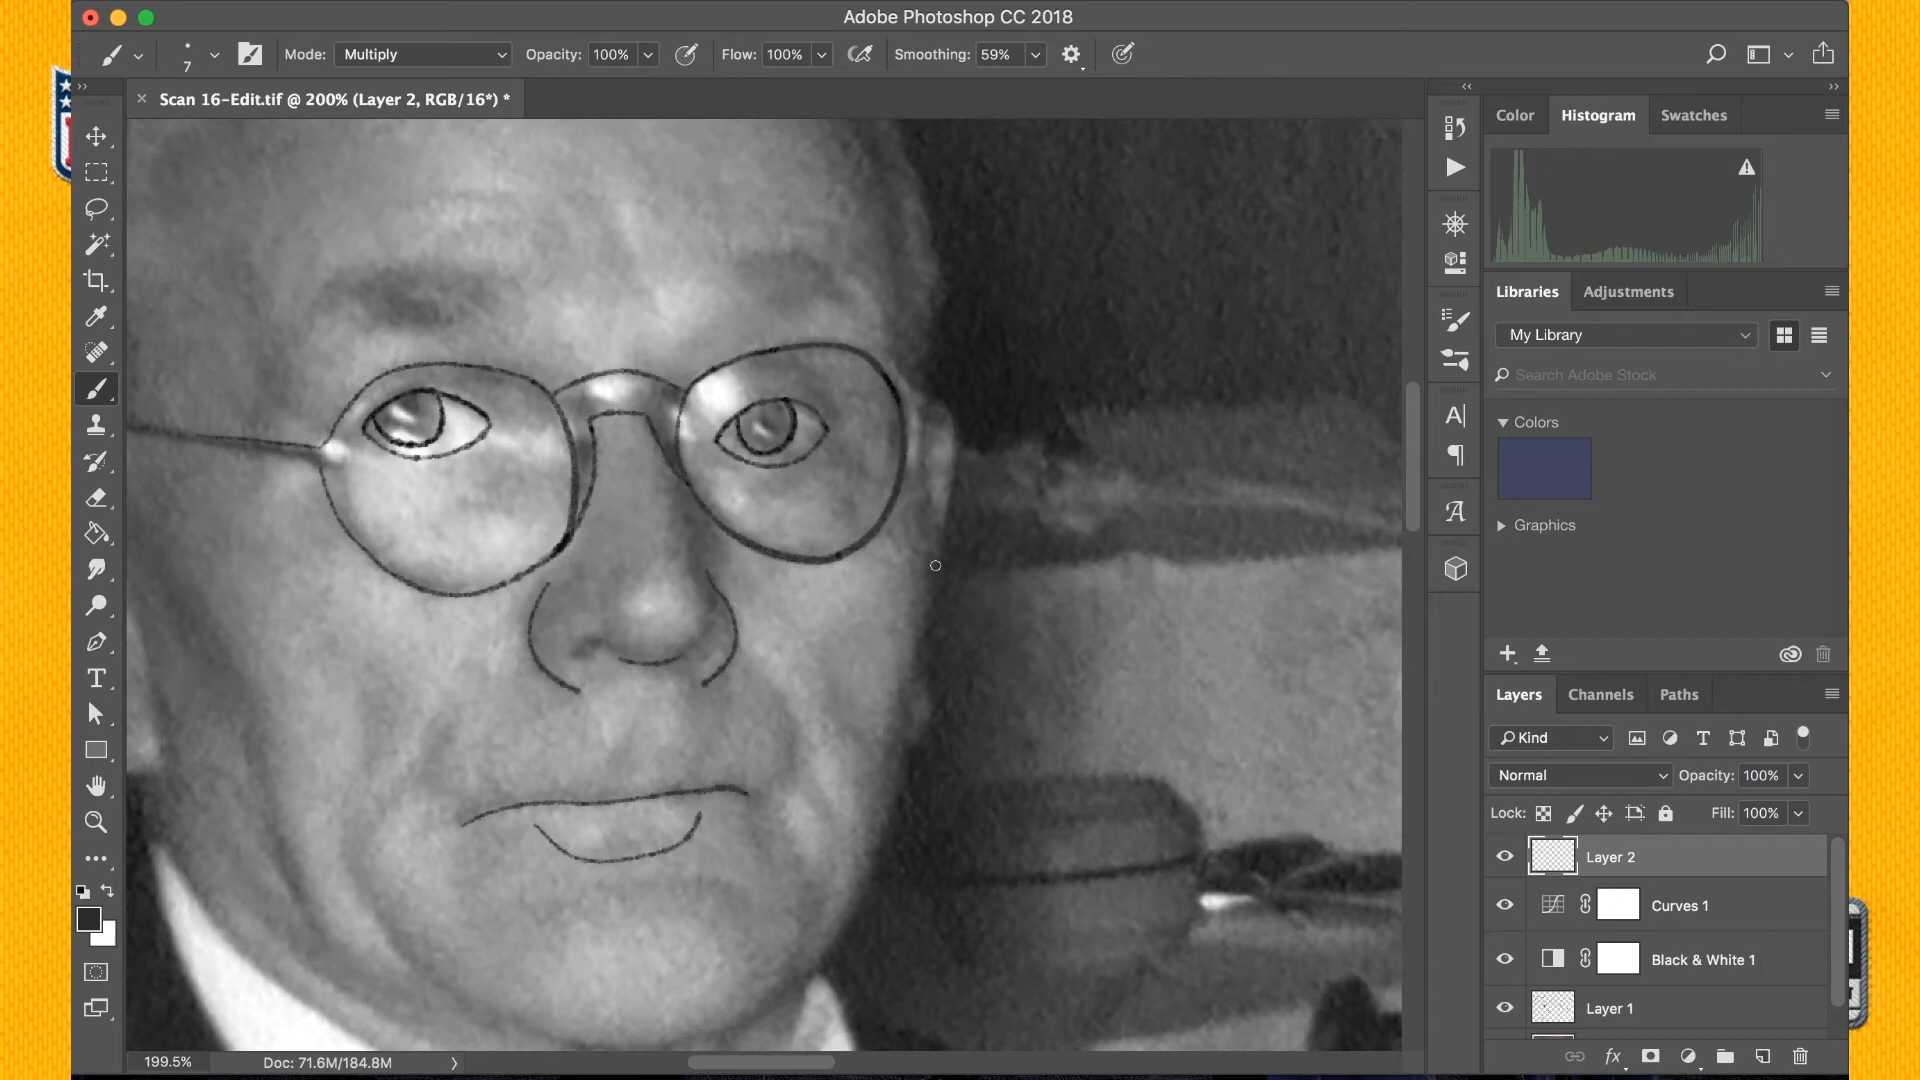 Adobe Photoshop CC 2018
7
Mode: Multiply
Opacity: 100%
Flow: 100%
Smoothing: 59%
Scan 16-Edit.tif @ 200% (Layer 2, RGB/16*) *
Color
Histogram
Swatches
Libraries
Adjustments
My Library
Search Adobe Stock
Colors
Graphics
Layers
Channels
Paths
Kind
Normal
Opacity: 100%
Lock:
Fill: 100%
Layer 2
Curves 1
Black & White 1
Layer 1
fx
199.5%
Doc: 71.6M/184.8M